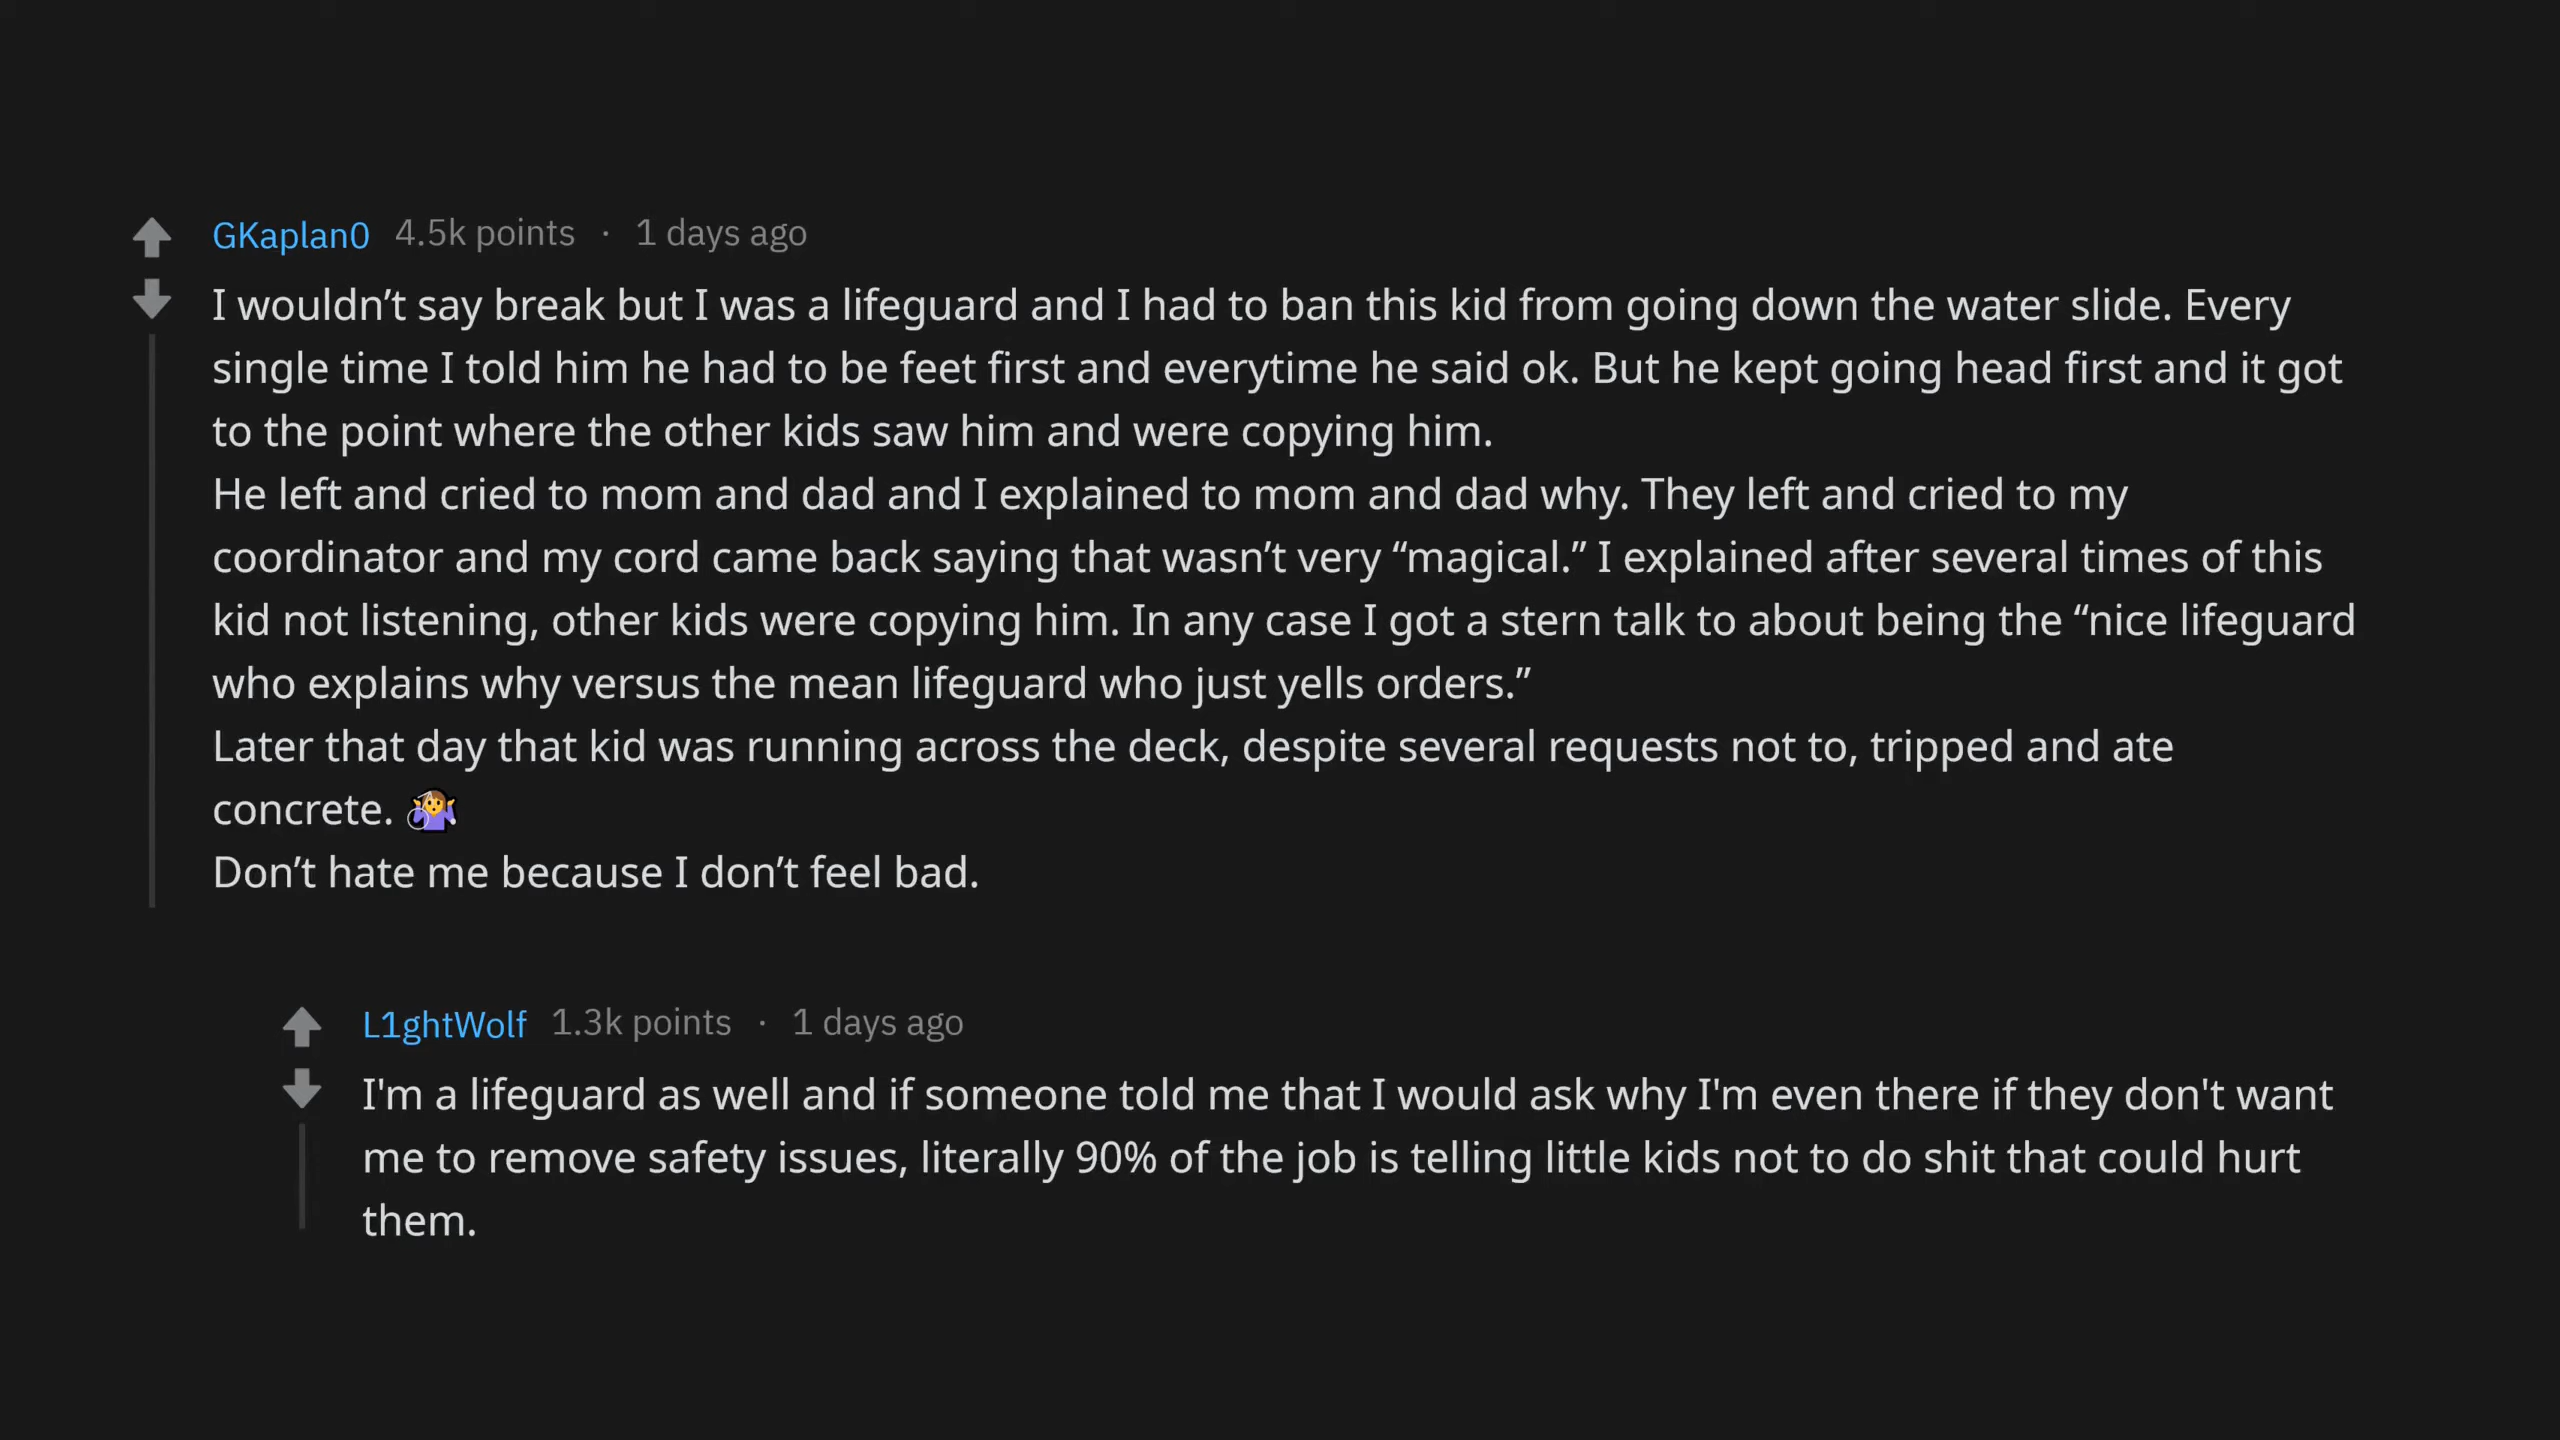 GKaplan0 4.5k points · 1 days ago
I wouldn’t say break but I was a lifeguard and I had to ban this kid from going down the water slide. Every
single time I told him he had to be feet first and everytime he said ok. But he kept going head first and it got
to the point where the other kids saw him and were copying him.
He left and cried to mom and dad and I explained to mom and dad why. They left and cried to my
coordinator and my cord came back saying that wasn’t very “magical.” I explained after several times of this
kid not listening, other kids were copying him. In any case I got a stern talk to about being the “nice lifeguard
who explains why versus the mean lifeguard who just yells orders.”
Later that day that kid was running across the deck, despite several requests not to, tripped and ate
concrete. 🤷‍♀️
Don’t hate me because I don’t feel bad.
L1ghtWolf 1.3k points · 1 days ago
I'm a lifeguard as well and if someone told me that I would ask why I'm even there if they don't want
me to remove safety issues, literally 90% of the job is telling little kids not to do shit that could hurt
them.